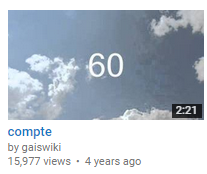 60
2:21
compte
by gaiswiki
15,977 views • 4 years ago